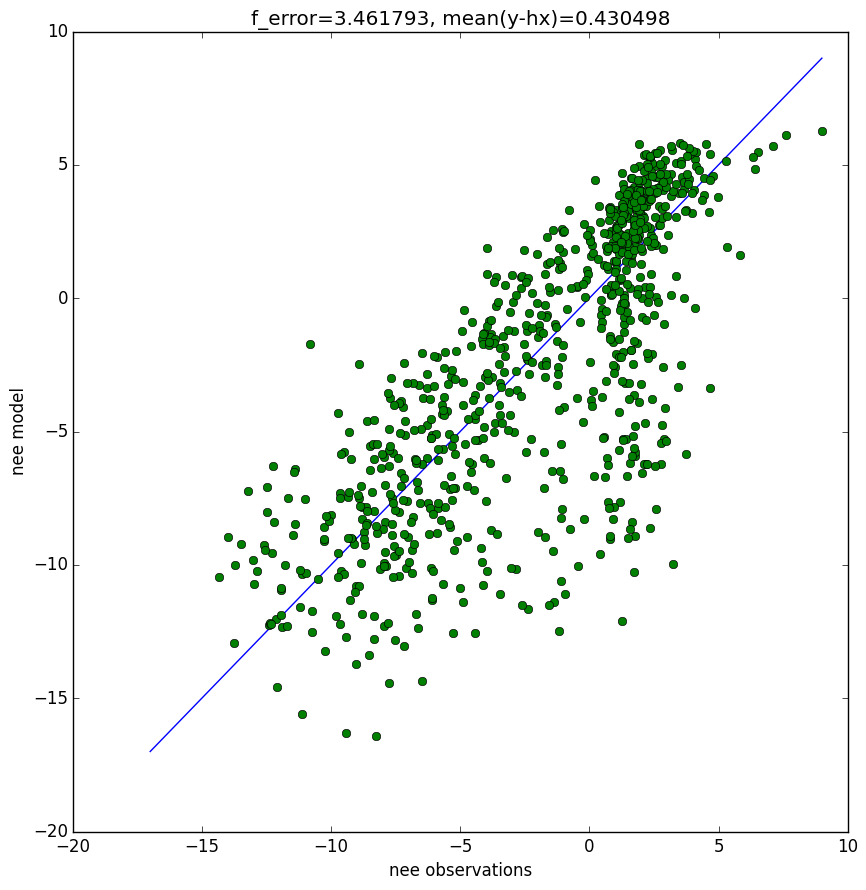 f_error=3.461793, mean(y-hx)=0.430498
10
5
0
−5
−10
−15
−20
nee model
−20 −15 −10 −5 0 5 10
nee observations